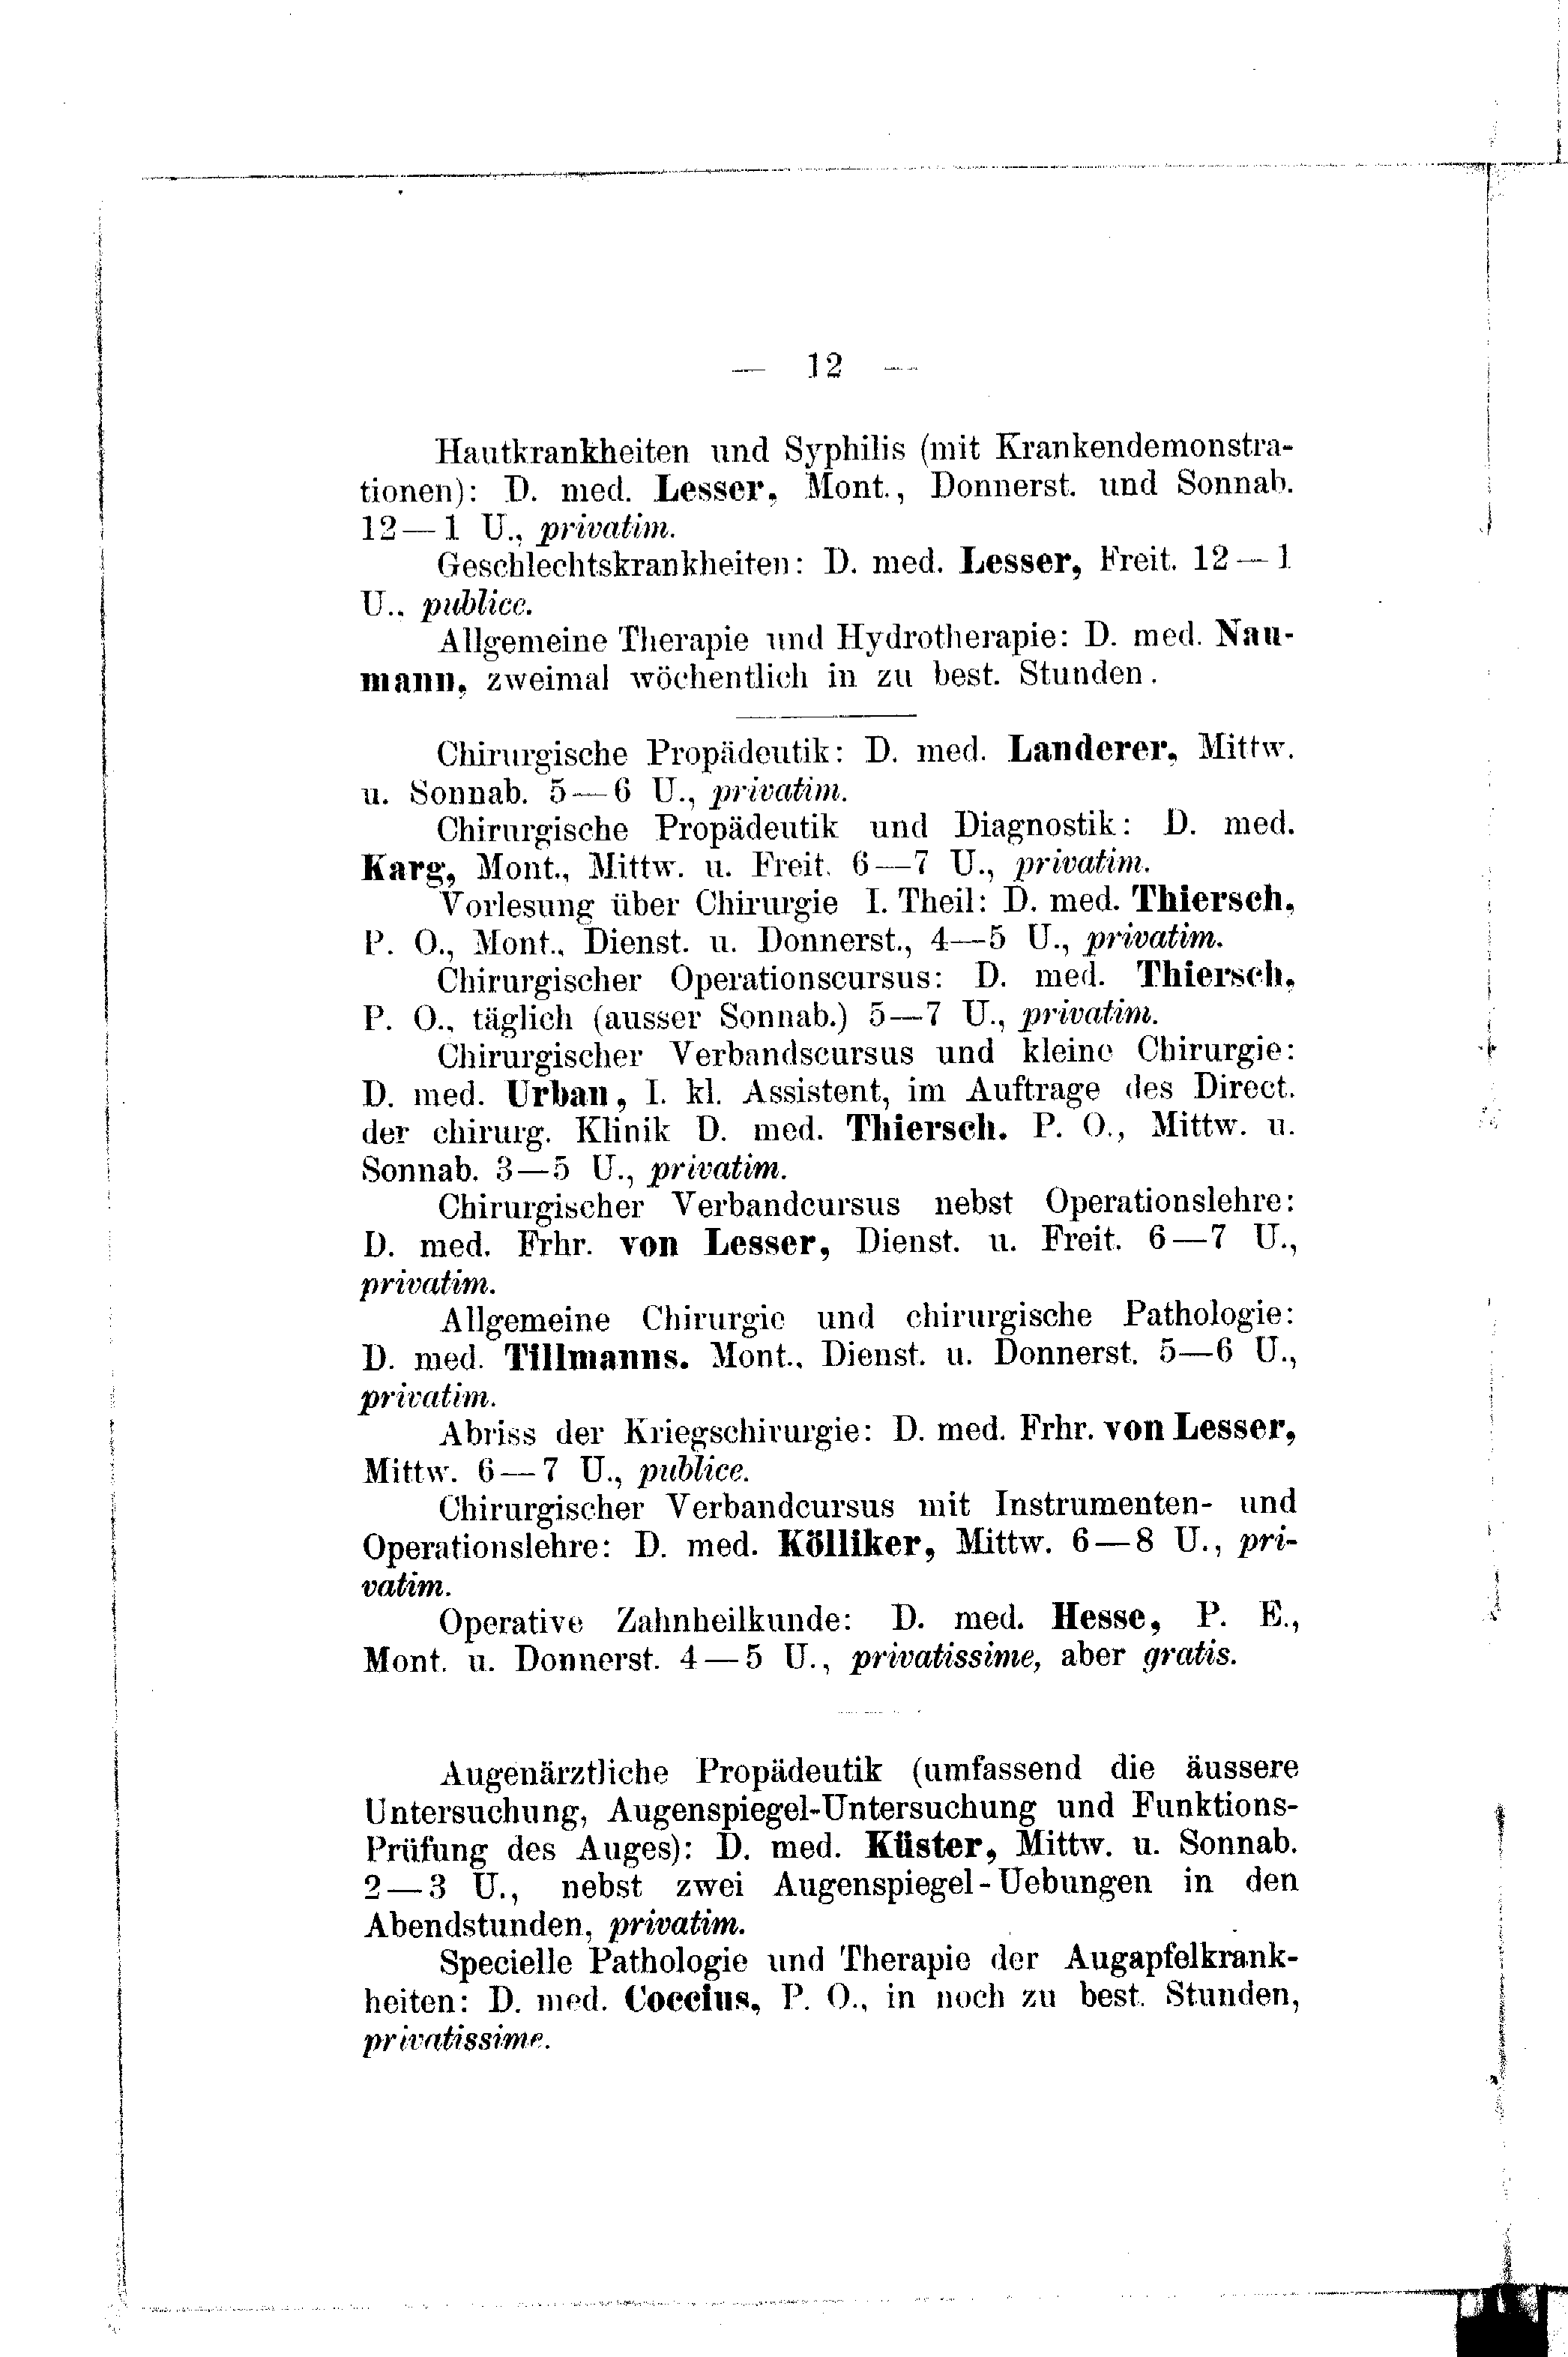 — 12 —
Hautkrankheiten und Syphilis (mit Krankendemonstra-
tionen): D. med. Lesser, Mont., Donnerst. und Sonnab.
12—1 U., privatim.
Geschlechtskrankheiten: D. med. Lesser, Freit. 12—1
U., publice.
Allgemeine Therapie und Hydrotherapie: D. med. Nau-
mann, zweimal wöchentlich in zu best. Stunden.
Chirurgische Propädeutik: D. med. Landerer, Mittw.
u. Sonnab. 5—6 U., privatim.
Chirurgische Propädeutik und Diagnostik: D. med.
Karg, Mont., Mittw. u. Freit. 6—7 U., privatim.
Vorlesung über Chirurgie I. Theil: D. med. Thiersch,
P. O., Mont., Dienst. u. Donnerst., 4—5 U., privatim.
Chirurgischer Operationscursus: D. med. Thiersch,
P. O., täglich (ausser Sonnab.) 5—7 U., privatim.
Chirurgischer Verbandscursus und kleine Chirurgie:
D. med. Urban, I. kl. Assistent, im Auftrage des Direct.
der chirurg. Klinik D. med. Thiersch. P. O., Mittw. u.
Sonnab. 3—5 U., privatim.
Chirurgischer Verbandcursus nebst Operationslehre:
D. med. Frhr. von Lesser, Dienst. u. Freit. 6—7 U.,
privatim.
Allgemeine Chirurgie und chirurgische Pathologie:
D. med. Tillmanns. Mont., Dienst. u. Donnerst. 5—6 U.,
privatim.
Abriss der Kriegschirurgie: D. med. Frhr. von Lesser,
Mittw. 6—7 U., publice.
Chirurgischer Verbandcursus mit Instrumenten- und
Operationslehre: D. med. Kölliker, Mittw. 6—8 U., pri-
vatim.
Operative Zahnheilkunde: D. med. Hesse, P. E.,
Mont. u. Donnerst. 4—5 U., privatissime, aber gratis.
Augenärztliche Propädeutik (umfassend die äussere
Untersuchung, Augenspiegel-Untersuchung und Funktions-
Prüfung des Auges): D. med. Küster, Mittw. u. Sonnab.
2—3 U., nebst zwei Augenspiegel-Uebungen in den
Abendstunden, privatim.
Specielle Pathologie und Therapie der Augapfelkrank-
heiten: D. med. Coccius, P. O., in noch zu best. Stunden,
privatissime.